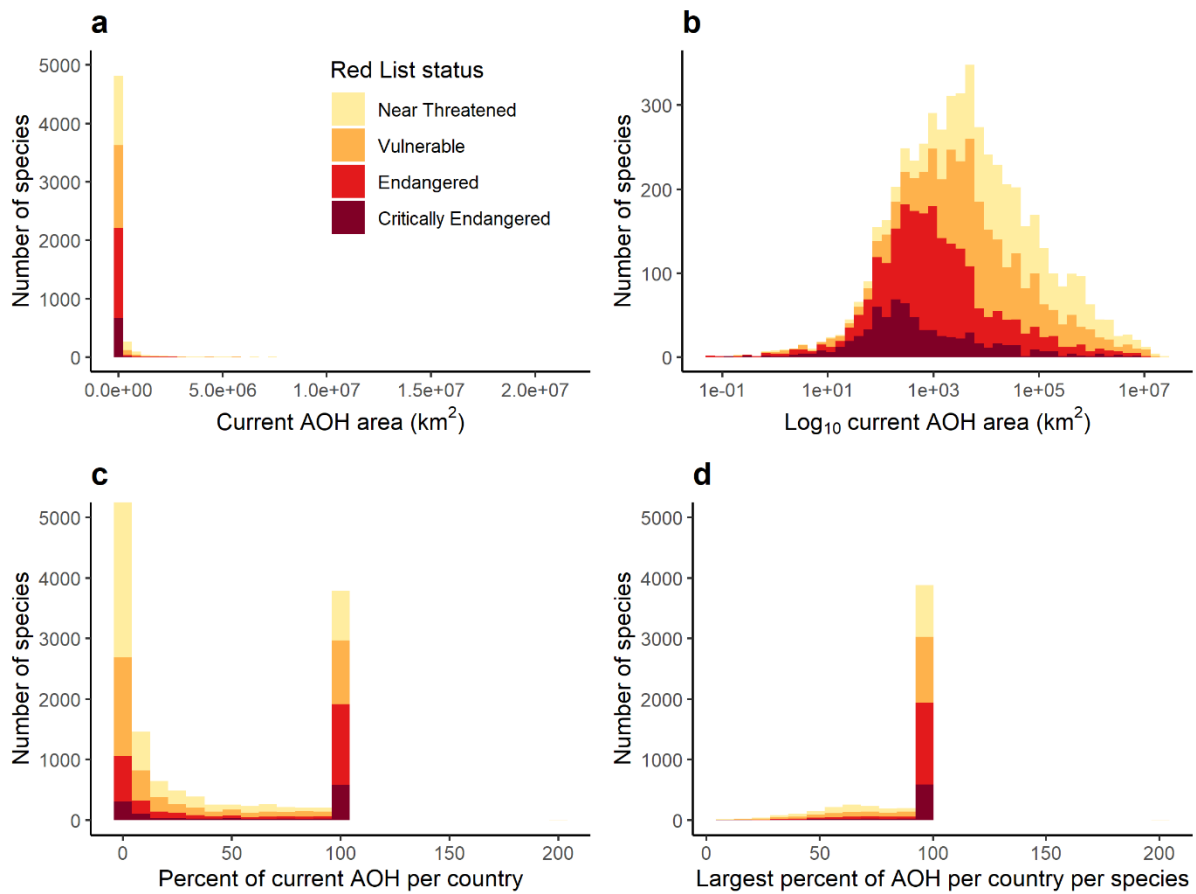 a
5000
4000
3000
2000
1000
0
Number of species
Red List status
Near Threatened
Vulnerable
Endangered
Critically Endangered
0.0e+00 5.0e+06 1.0e+07 1.5e+07 2.0e+07
Current AOH area (km²)
b
300
200
100
0
Number of species
1e-01 1e+01 1e+03 1e+05 1e+07
Log₁₀ current AOH area (km²)
c
5000
4000
3000
2000
1000
0
Number of species
0 50 100 150 200
Percent of current AOH per country
d
5000
4000
3000
2000
1000
0
Number of species
0 50 100 150 200
Largest percent of AOH per country per species